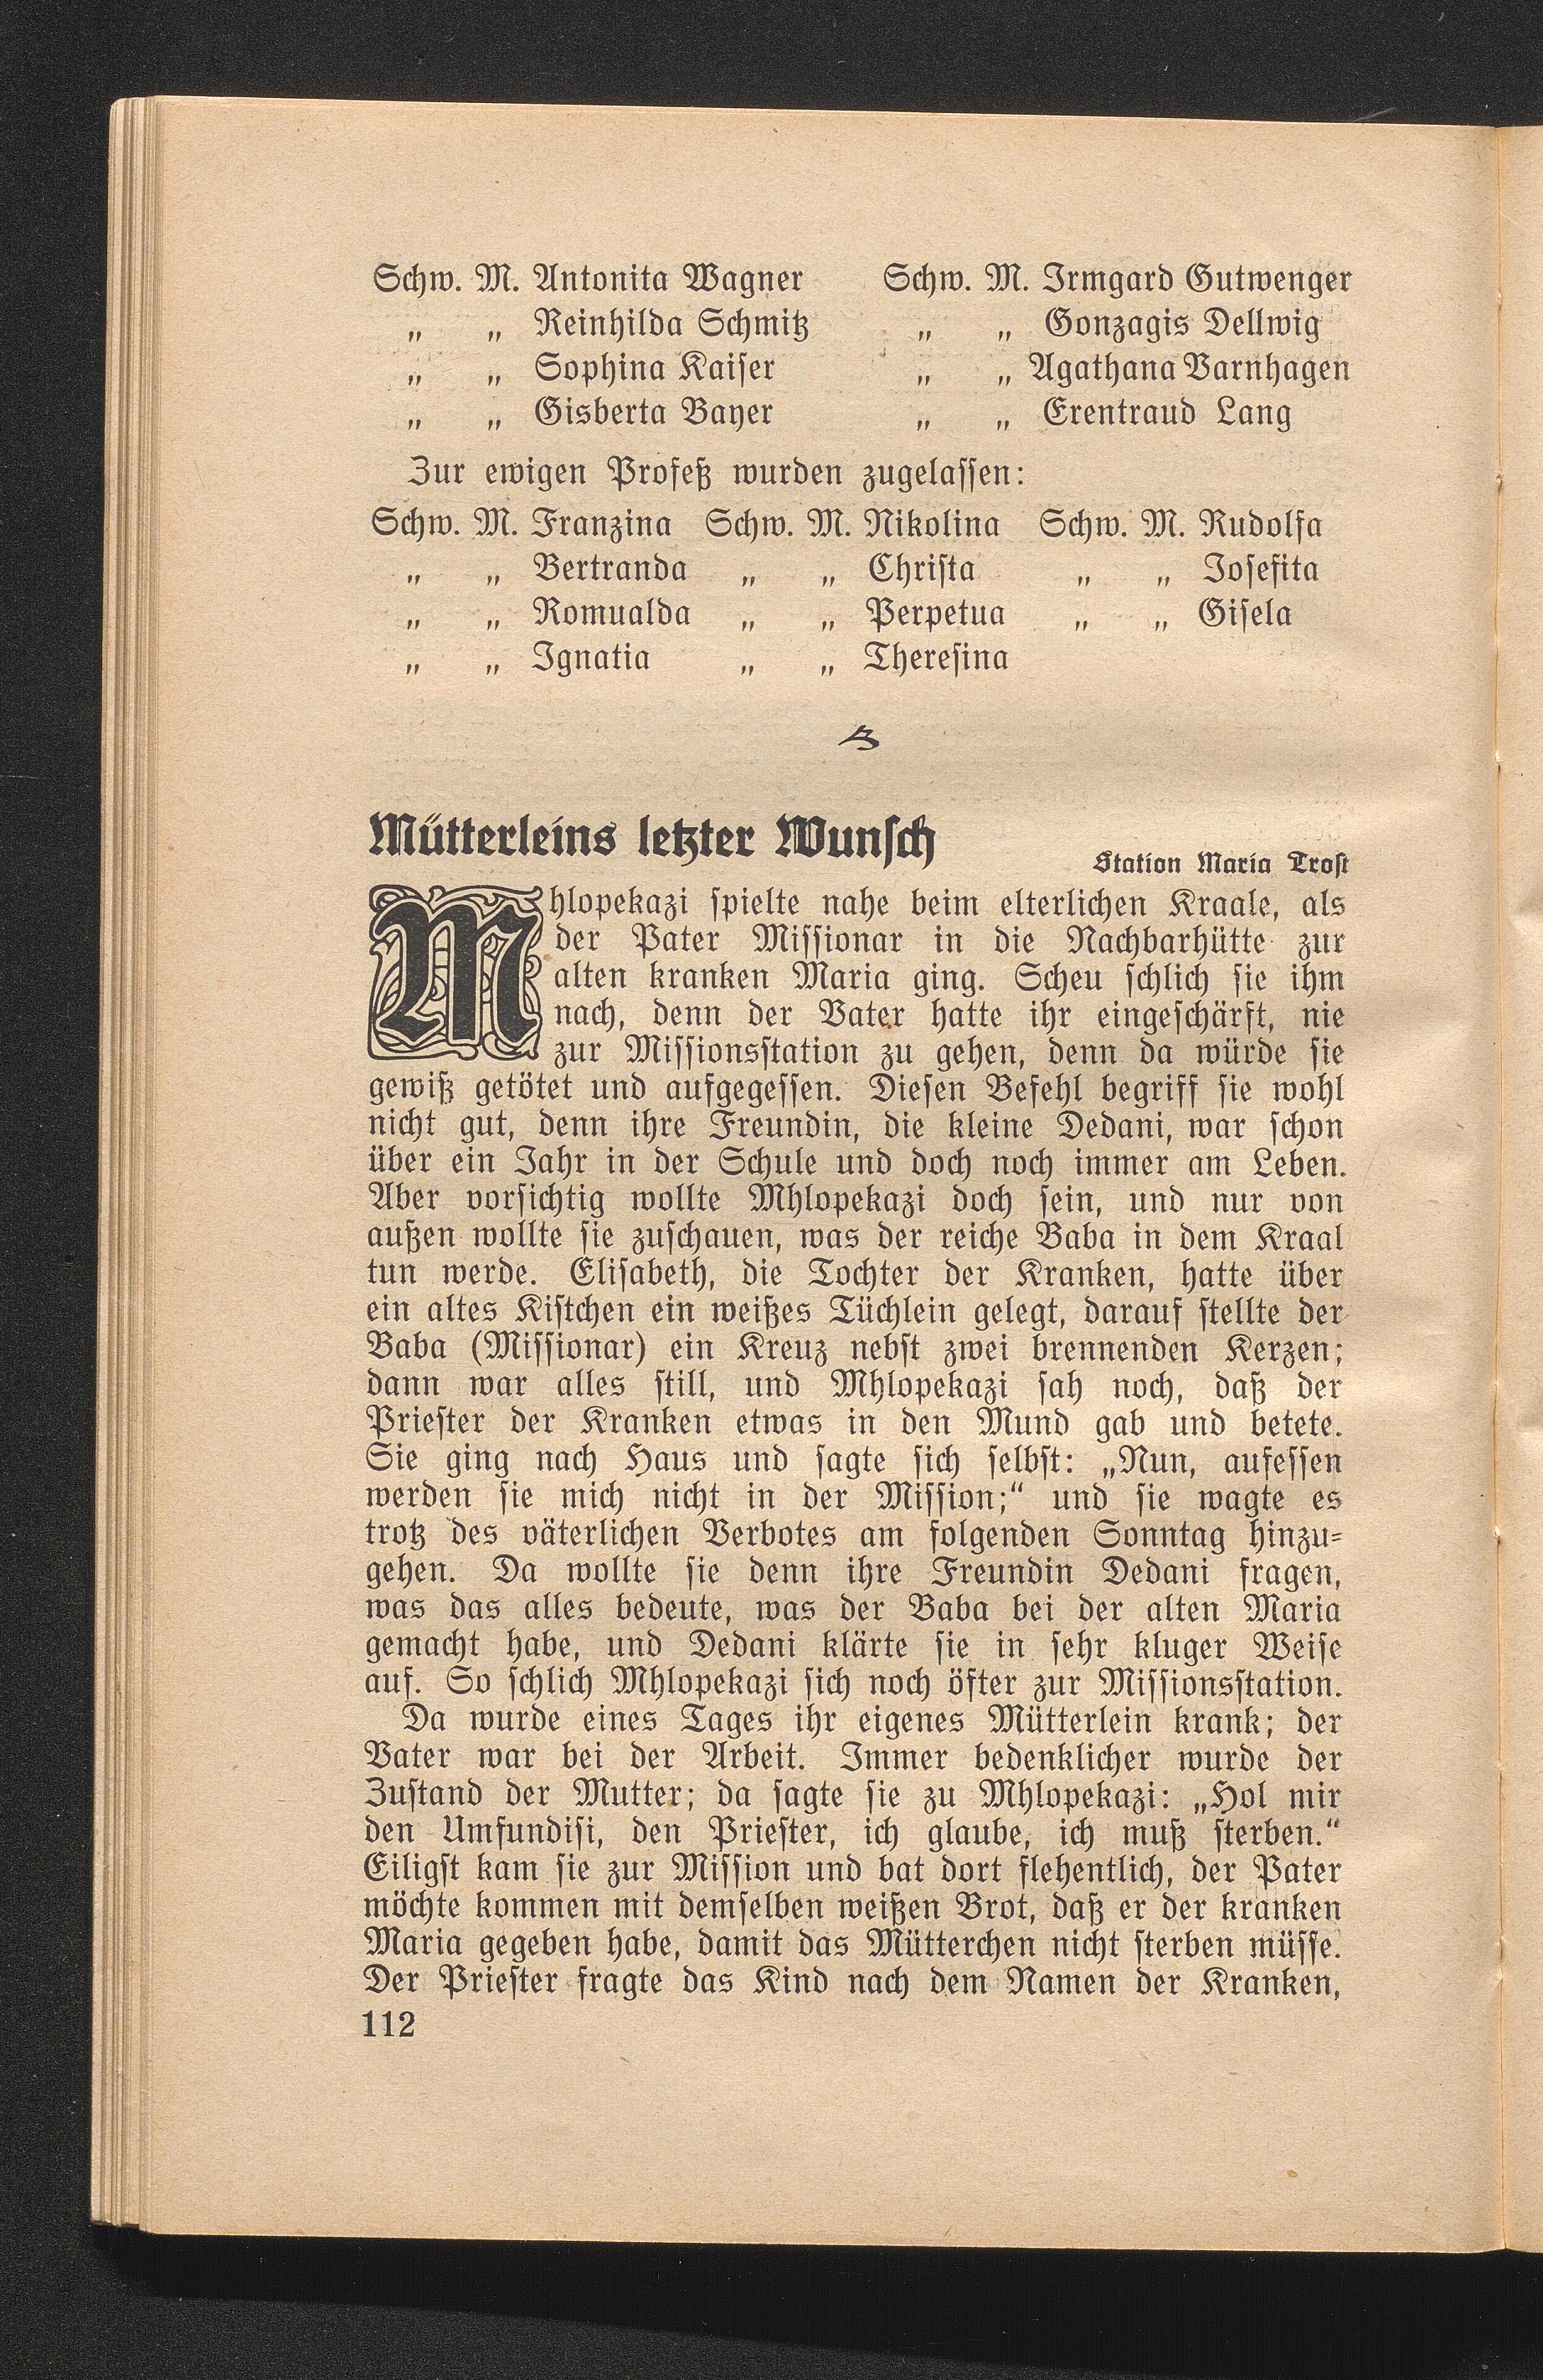 Schw. M. Antonita Wagner Schw. M. Irmgard Gutwenger
„ „ Reinhilda Schmitz „ „ Gonzagis Dellwig
„ „ Sophina Kaiser „ „ Agathana Varnhagen
„ „ Gisberta Bayer „ „ Erentraud Lang
Zur ewigen Profeß wurden zugelassen:
Schw. M. Franzina Schw. M. Nikolina Schw. M. Rudolfa
„ „ Bertranda „ „ Christa „ „ Josefita
„ „ Romualda „ „ Perpetua „ „ Gisela
„ „ Ignatia „ „ Theresina
Mütterleins letzter Wunsch
Station Maria Trost
Mhlopekazi spielte nahe beim elterlichen Kraale, als
der Pater Missionar in die Nachbarhütte zur
alten kranken Maria ging. Scheu schlich sie ihm
nach, denn der Vater hatte ihr eingeschärft, nie
zur Missionsstation zu gehen, denn da würde sie
gewiß getötet und aufgegessen. Diesen Befehl begriff sie wohl
nicht gut, denn ihre Freundin, die kleine Dedani, war schon
über ein Jahr in der Schule und doch noch immer am Leben.
Aber vorsichtig wollte Mhlopekazi doch sein, und nur von
außen wollte sie zuschauen, was der reiche Baba in dem Kraal
tun werde. Elisabeth, die Tochter der Kranken, hatte über
ein altes Kistchen ein weißes Tüchlein gelegt, darauf stellte der
Baba (Missionar) ein Kreuz nebst zwei brennenden Kerzen;
dann war alles still, und Mhlopekazi sah noch, daß der
Priester der Kranken etwas in den Mund gab und betete.
Sie ging nach Haus und sagte sich selbst: „Nun, aufessen
werden sie mich nicht in der Mission;“ und sie wagte es
trotz des väterlichen Verbotes am folgenden Sonntag hinzu-
gehen. Da wollte sie denn ihre Freundin Dedani fragen,
was das alles bedeute, was der Baba bei der alten Maria
gemacht habe, und Dedani klärte sie in sehr kluger Weise
auf. So schlich Mhlopekazi sich noch öfter zur Missionsstation.
Da wurde eines Tages ihr eigenes Mütterlein krank; der
Vater war bei der Arbeit. Immer bedenklicher wurde der
Zustand der Mutter; da sagte sie zu Mhlopekazi: „Hol mir
den Umfundisi, den Priester, ich glaube, ich muß sterben.“
Eiligst kam sie zur Mission und bat dort flehentlich, der Pater
möchte kommen mit demselben weißen Brot, daß er der kranken
Maria gegeben habe, damit das Mütterchen nicht sterben müsse.
Der Priester fragte das Kind nach dem Namen der Kranken,
112